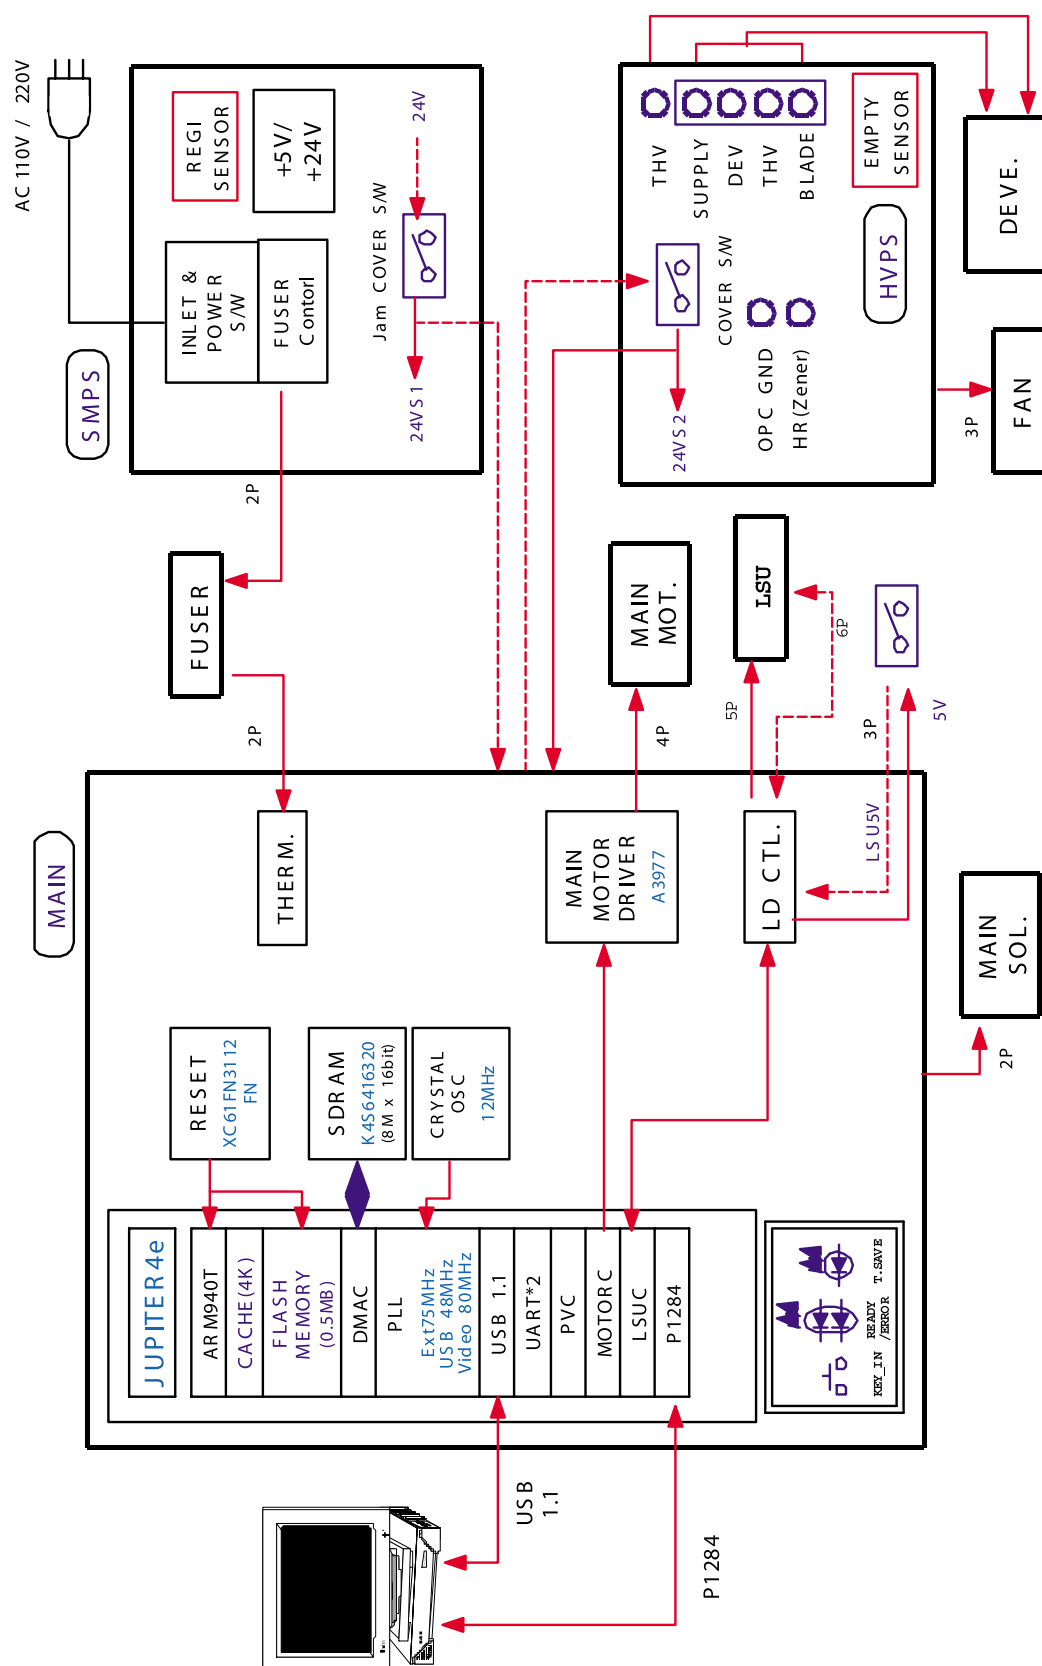 AC 110V / 220V
SMPS
REGI
SENSOR
+5V/
+24V
INLET &
POWER
S/W
FUSER
Contorl
Jam COVER S/W
24V
24VS1
2P
FUSER
2P
THV
SUPPLY
DEV
THV
BLADE
EMPTY
SENSOR
HVPS
COVER S/W
24VS2
OPC GND
HR(Zener)
DEVE.
3P
FAN
MAIN
MOT.
4P
LSU
5P
6P
3P
5V
LSU5V
MAIN
THERM.
MAIN
MOTOR
DRIVER
A3977
LD CTL.
MAIN
SOL.
2P
RESET
XC61FN3112
FN
SDRAM
K4S6416320
(8M x 16bit)
CRYSTAL
OSC
12MHz
JUPITER4e
ARM940T
CACHE(4K)
FLASH
MEMORY
(0.5MB)
DMAC
PLL
Ext75MHz
USB 48MHz
Video 80MHz
USB 1.1
UART*2
PVC
MOTORC
LSUC
P1284
KEY_IN
READY
/ERROR
T.SAVE
USB
1.1
P1284